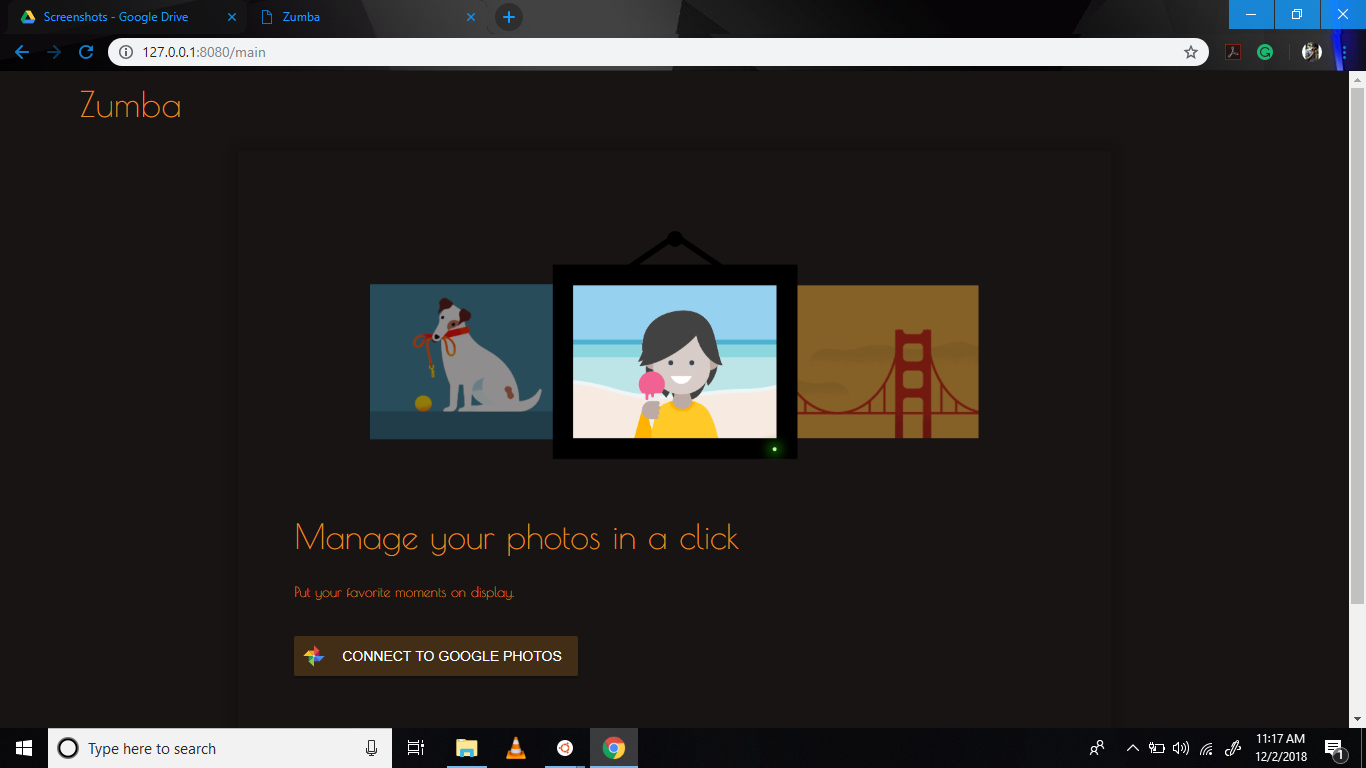 Screenshots - Google Drive
Zumba
127.0.0.1:8080/main
Zumba
Manage your photos in a click
Put your favorite moments on display.
CONNECT TO GOOGLE PHOTOS
Type here to search
11:17 AM
12/2/2018
1